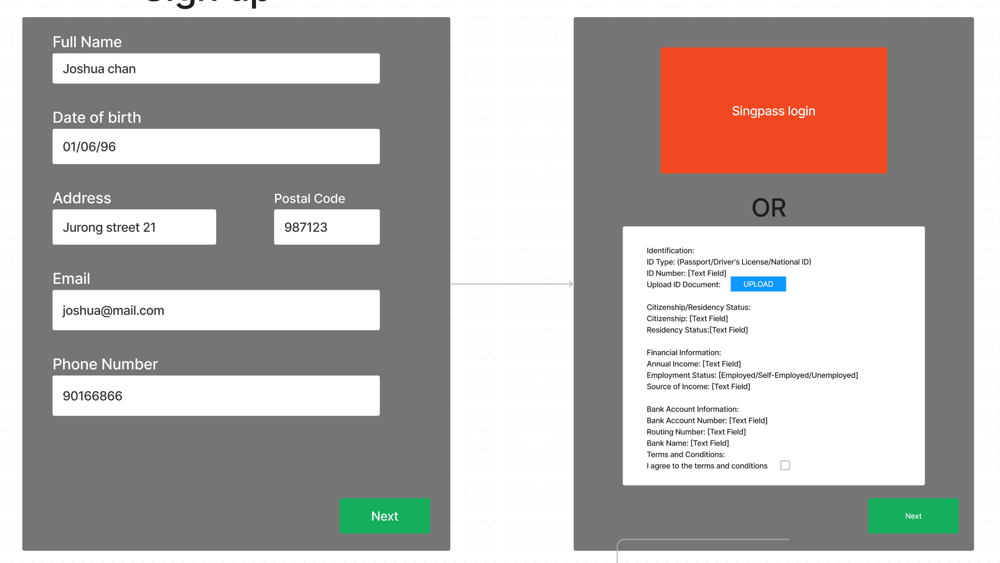 Sign up
Full Name
Joshua chan
Date of birth
01/06/96
Address
Postal Code
Jurong street 21
987123
Email
joshua@mail.com
Phone Number
90166866
Next
Singpass login
OR
Identification:
ID Type: (Passport/Driver's License/National ID)
ID Number: [Text Field]
Upload ID Document:
UPLOAD
Citizenship/Residency Status:
Citizenship: [Text Field]
Residency Status:[Text Field]
Financial Information:
Annual Income: [Text Field]
Employment Status: [Employed/Self-Employed/Unemployed]
Source of Income: [Text Field]
Bank Account Information:
Bank Account Number: [Text Field]
Routing Number: [Text Field]
Bank Name: [Text Field]
Terms and Conditions:
I agree to the terms and conditions
Next